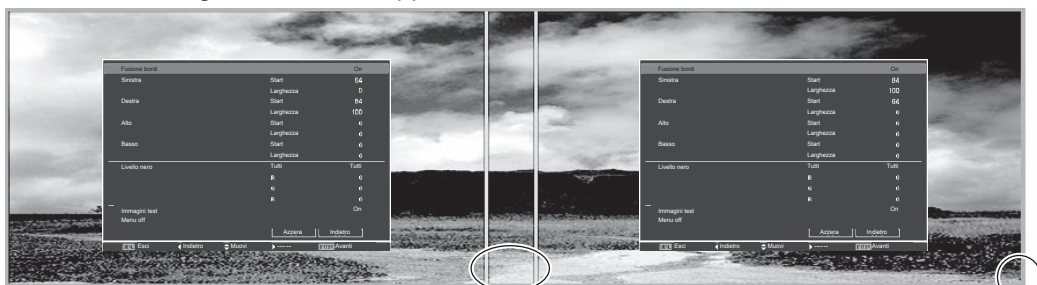 Fusione bordi On
Sinistra Start 64
Larghezza 0
Destra Start 84
Larghezza 100
Alto Start 0
Larghezza 0
Basso Start 0
Larghezza 0
Livello nero Tutti Tutti
R 0
G 0
0
Immagini test On
Menu off
Azzera Indietro
Esci Indietro Muovi ----- Avanti
Fusione bordi On
Sinistra Start 84
Larghezza 100
Destra Start 64
Larghezza 0
Alto Start 0
Larghezza 0
Basso Start 0
Larghezza 0
Livello nero Tutti Tutti
R 0
G 0
0
Immagini test On
Menu off
Azzera Indietro
Esci Indietro Muovi ----- Avanti